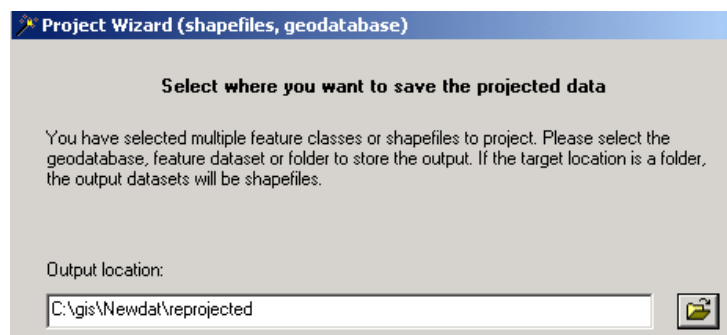 Project Wizard (shapefiles, geodatabase)
Select where you want to save the projected data
You have selected multiple feature classes or shapefiles to project. Please select the
geodatabase, feature dataset or folder to store the output. If the target location is a folder,
the output datasets will be shapefiles.
Output location:
C:\gis\Newdat\reprojected